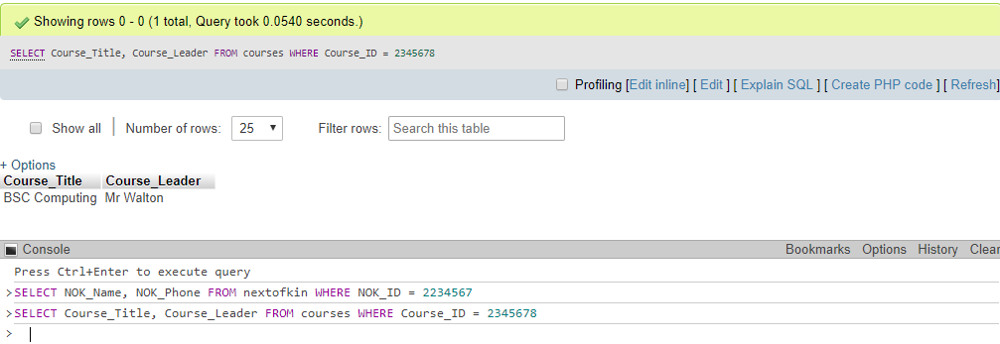 Showing rows 0 - 0 (1 total, Query took 0.0540 seconds.)
SELECT Course_Title, Course_Leader FROM courses WHERE Course_ID = 2345678
Profiling [Edit inline] [ Edit ] [ Explain SQL ] [ Create PHP code ] [ Refresh]
Show all | Number of rows: 25 Filter rows: Search this table
+ Options
Course_Title Course_Leader
BSC Computing Mr Walton
Console Bookmarks Options History Clear
Press Ctrl+Enter to execute query
>SELECT NOK_Name, NOK_Phone FROM nextofkin WHERE NOK_ID = 2234567
>SELECT Course_Title, Course_Leader FROM courses WHERE Course_ID = 2345678
>